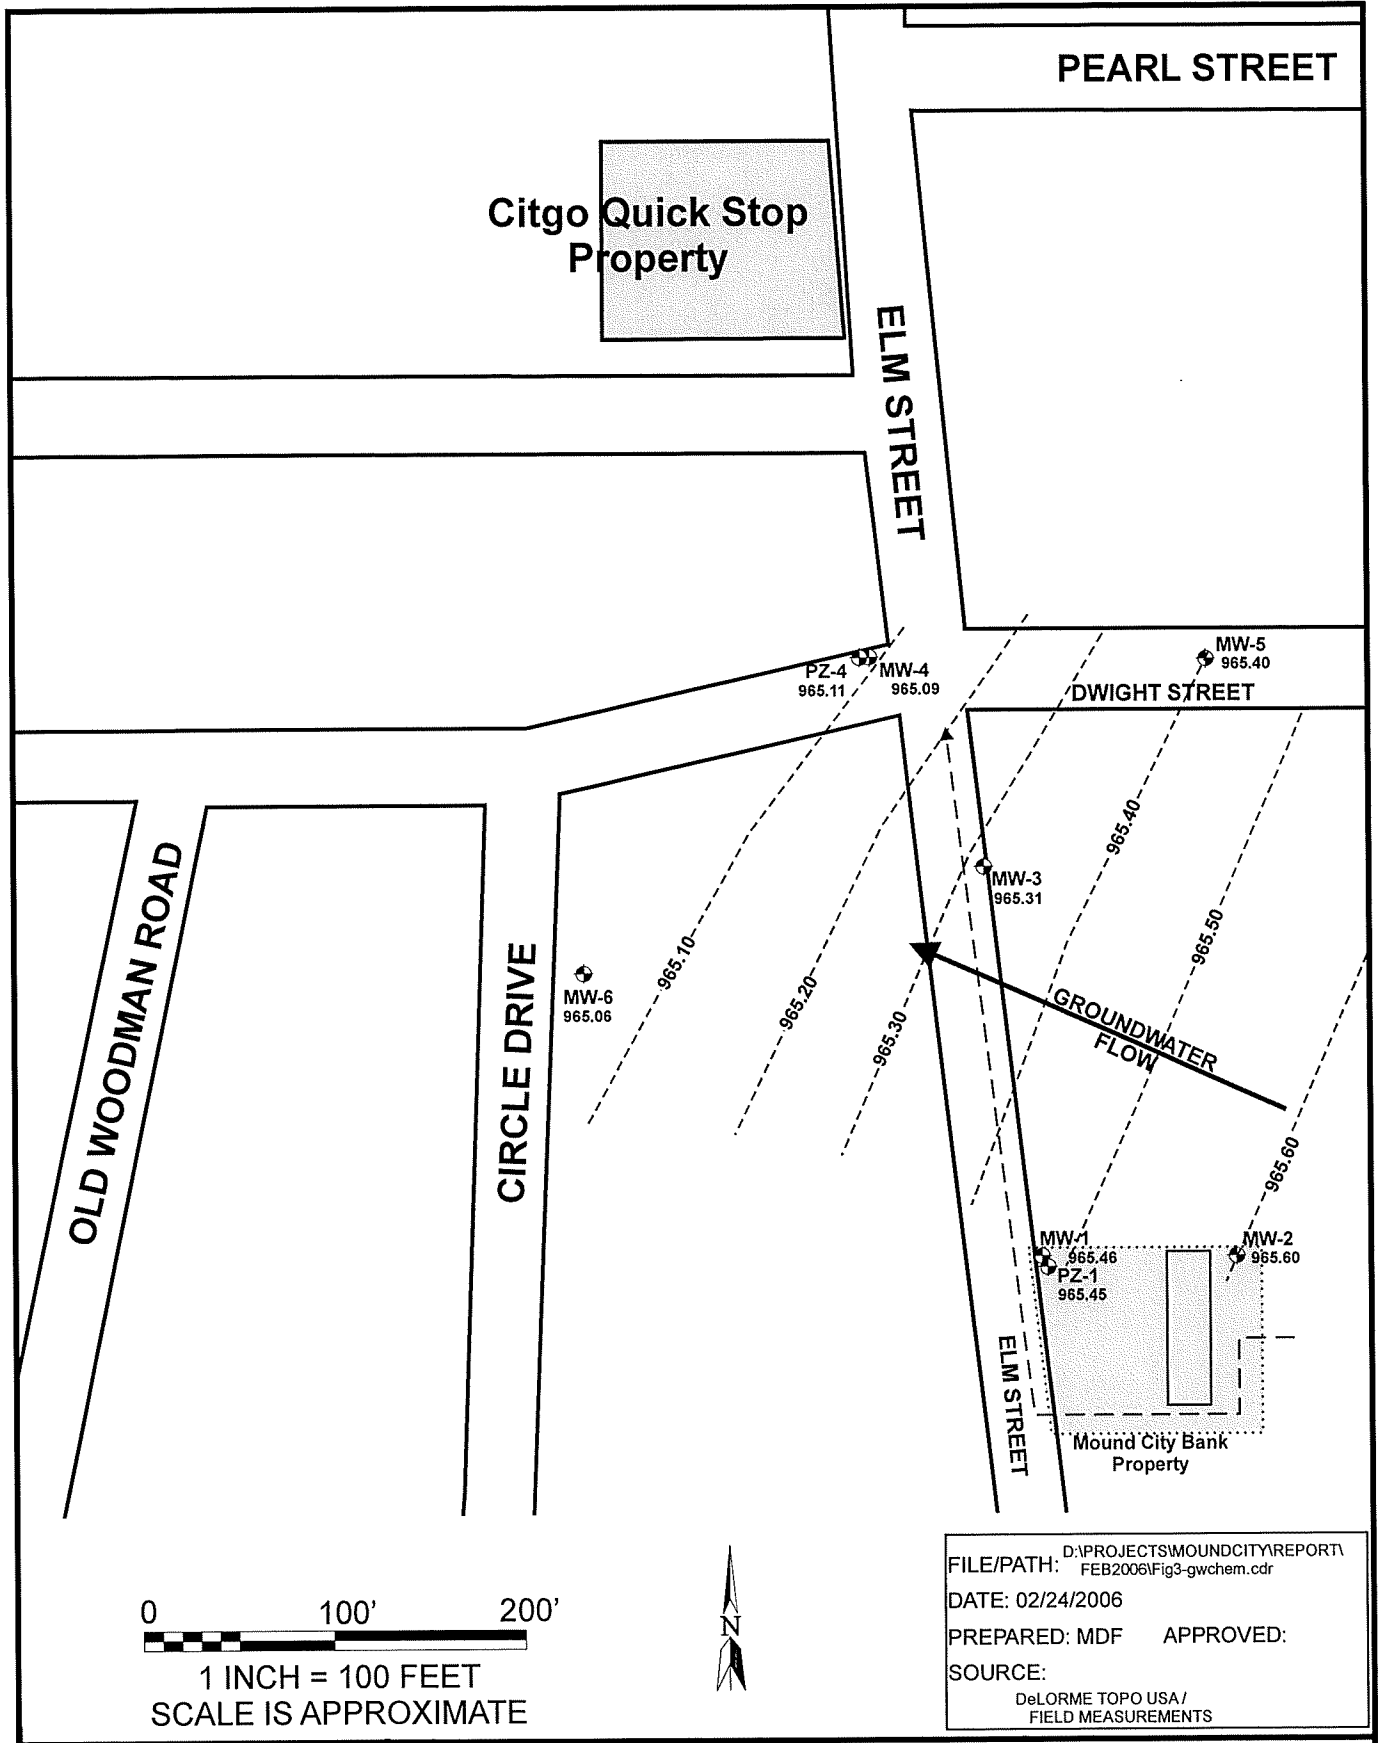 PEARL STREET
Citgo Quick Stop
Property
ELM STREET
MW-5
965.40
PZ-4
965.11
MW-4
965.09
DWIGHT STREET
965.40
OLD WOODMAN ROAD
MW-3
965.31
965.10
965.50
CIRCLE DRIVE
MW-6
965.06
965.20
965.30
GROUNDWATER
FLOW
965.60
MW-1
965.46
PZ-1
965.45
MW-2
965.60
ELM STREET
Mound City Bank
Property
0 100' 200'
1 INCH = 100 FEET
SCALE IS APPROXIMATE
N
FILE/PATH: D:\PROJECTS\MOUNDCITY\REPORT\
FEB2006\Fig3-gwchem.cdr
DATE: 02/24/2006
PREPARED: MDF APPROVED:
SOURCE:
DeLORME TOPO USA /
FIELD MEASUREMENTS